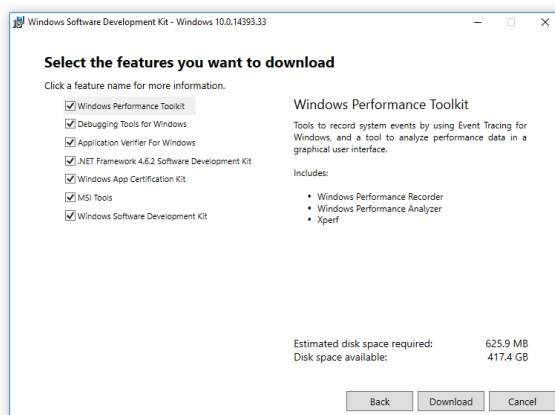 Windows Software Development Kit - Windows 10.0.14393.33
Select the features you want to download
Click a feature name for more information.
Windows Performance Toolkit
Debugging Tools for Windows
Application Verifier For Windows
.NET Framework 4.6.2 Software Development Kit
Windows App Certification Kit
MSI Tools
Windows Software Development Kit
Windows Performance Toolkit
Tools to record system events by using Event Tracing for
Windows, and a tool to analyze performance data in a
graphical user interface.
Includes:
• Windows Performance Recorder
• Windows Performance Analyzer
• Xperf
Estimated disk space required: 625.9 MB
Disk space available: 417.4 GB
Back Download Cancel